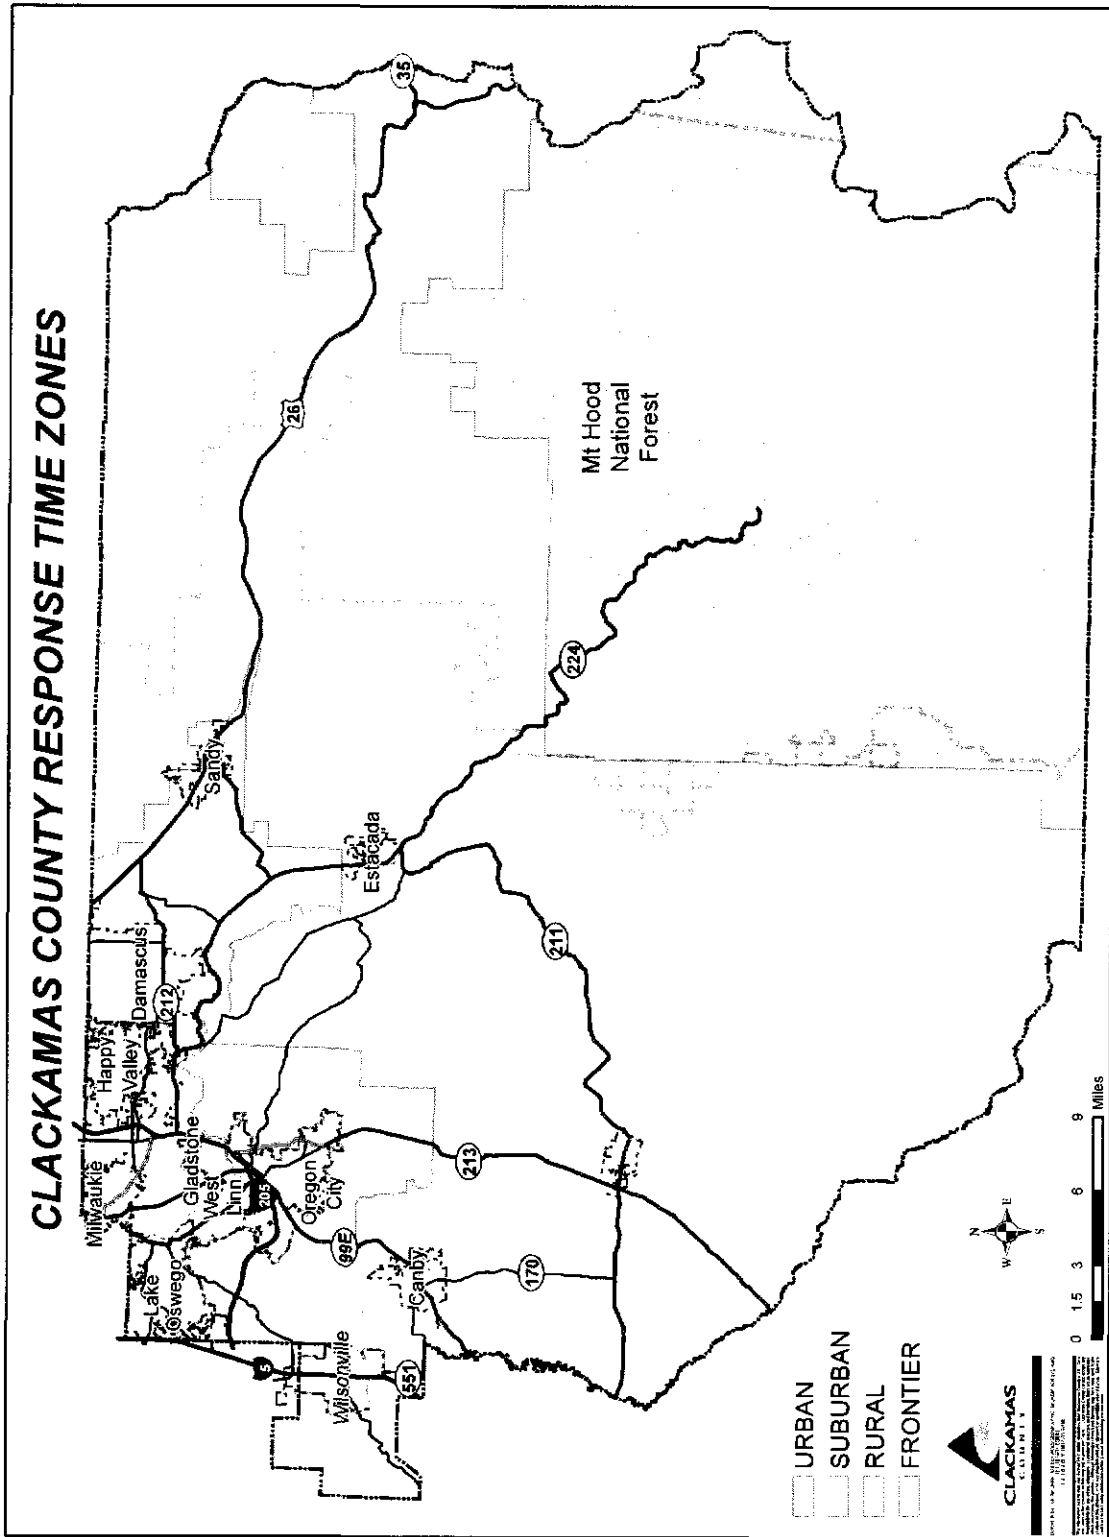 CLACKAMAS COUNTY RESPONSE TIME ZONES
35
26
Mt Hood
National
Forest
224
Sandy
Estacada
211
Damascus
212
Happy
Valley
Milwaukie
Gladstone
West
Linn
205
Oregon
City
213
99E
Lake
Oswego
Canby
170
5
Wilsonville
551
URBAN
SUBURBAN
RURAL
FRONTIER
N
W
E
S
0 1.5 3 6 9
Miles
CLACKAMAS
COUNTY